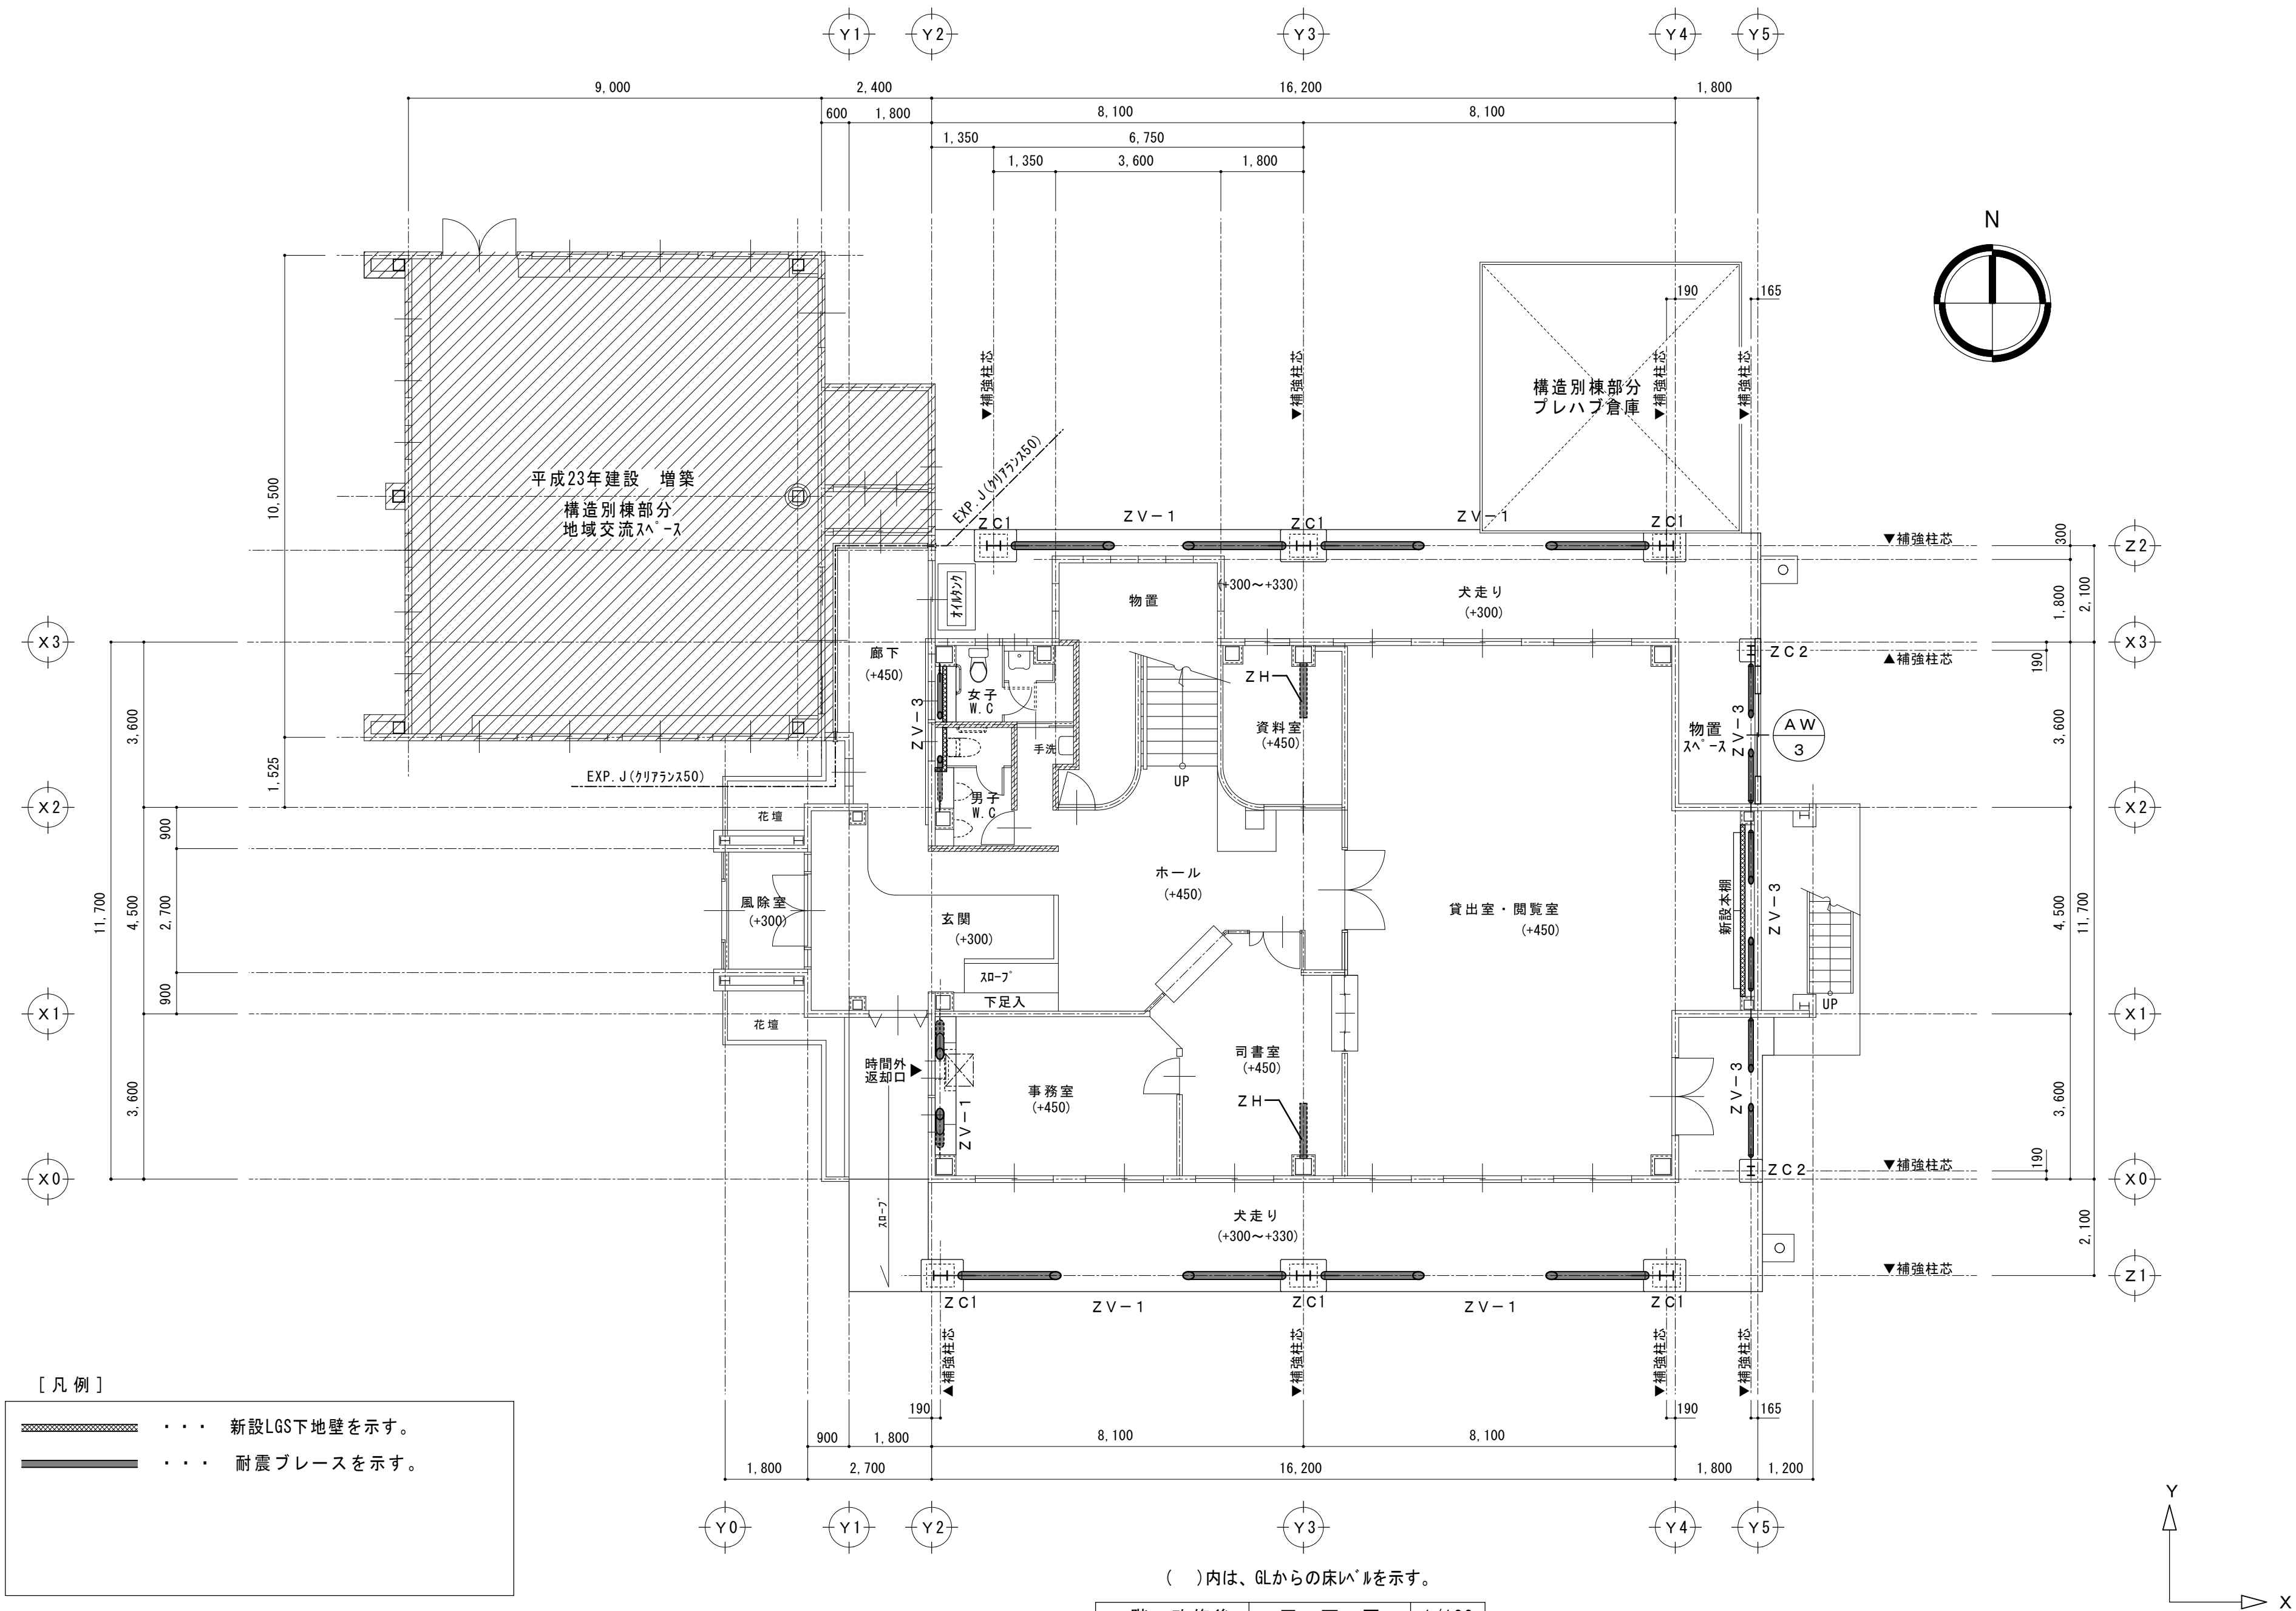 Y1
Y2
Y3
Y4
Y5
9,000
2,400
16,200
1,800
600
1,800
8,100
8,100
1,350
6,750
1,350
3,600
1,800
N
190
165
▼補強柱芯
▼補強柱芯
▼補強柱芯
▼補強柱芯
構造別棟部分
プレハブ倉庫
平成23年建設 増築
構造別棟部分
地域交流スペース
10,500
1,525
EXP.J(クリアランス50)
ZC1
ZV-1
ZC1
ZV-1
ZC1
▼補強柱芯
300
Z2
1,800
2,100
オイルタンク
物置
(+300~+330)
犬走り
(+300)
X3
廊下
(+450)
ZC2
▲補強柱芯
190
X3
女子
W.C
ZV-3
ZH
資料室
(+450)
物置
スペース
ZV-3
AW
3
3,600
3,600
手洗
UP
EXP.J(クリアランス50)
男子
W.C
X2
X2
花壇
900
11,700
4,500
2,700
900
風除室
(+300)
ホール
(+450)
玄関
(+300)
スロープ
下足入
貸出室・閲覧室
(+450)
新設本棚
ZV-3
4,500
11,700
UP
X1
X1
花壇
時間外
返却口
事務室
(+450)
司書室
(+450)
ZH
ZV-1
ZV-3
3,600
3,600
190
X0
ZC2
▼補強柱芯
X0
スロープ
犬走り
(+300~+330)
2,100
▼補強柱芯
Z1
ZC1
ZV-1
ZC1
ZV-1
ZC1
▲補強柱芯
▼補強柱芯
▼補強柱芯
▼補強柱芯
[凡例]
・・・ 新設LGS下地壁を示す。
・・・ 耐震ブレースを示す。
190
190
165
900
1,800
8,100
8,100
1,800
2,700
16,200
1,800
1,200
Y0
Y1
Y2
Y3
Y4
Y5
Y
X
( )内は、GLからの床レベルを示す。